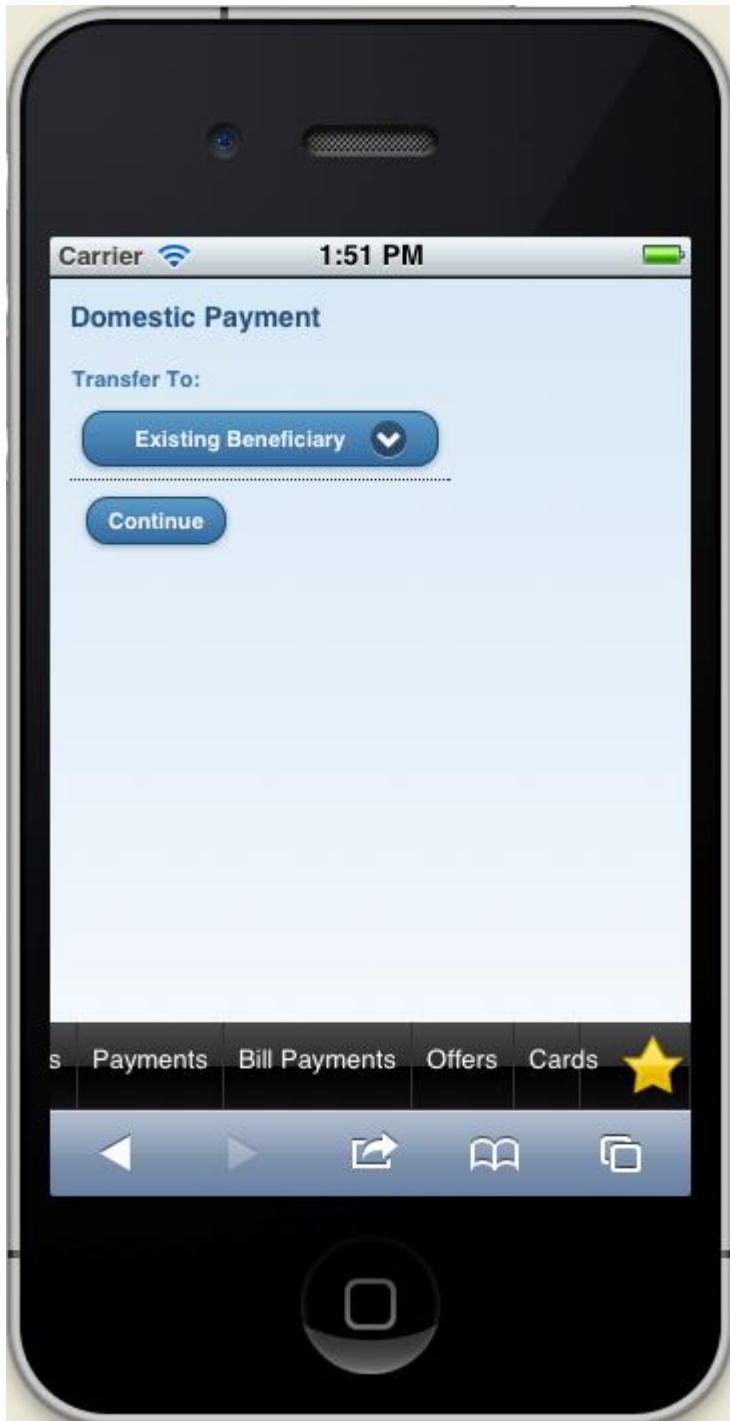 Carrier 1:51 PM
Domestic Payment
Transfer To:
Existing Beneficiary
Continue
s Payments Bill Payments Offers Cards